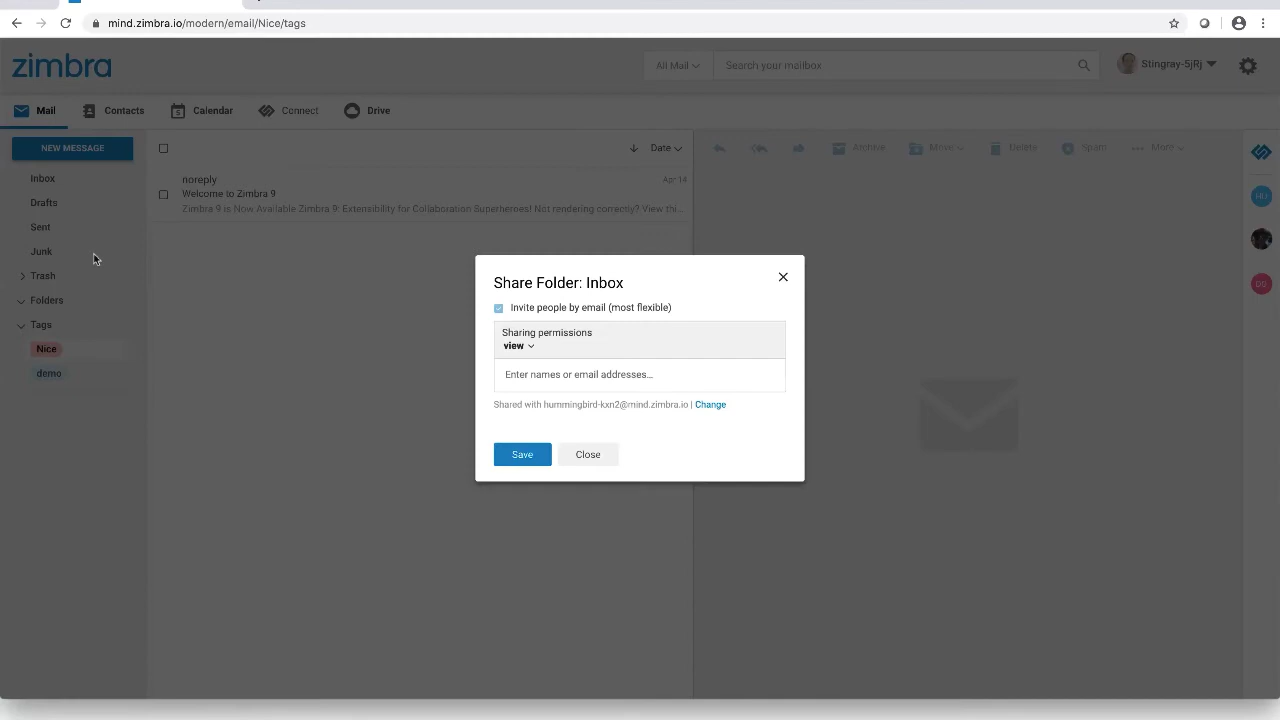 mind.zimbra.io/modern/email/Nice/tags
zimbra
All Mail
Search your mailbox
Stingray-5jRj
Mail
Contacts
Calendar
Connect
Drive
NEW MESSAGE
Date
Archive
Move
Delete
Spam
More
Inbox
Drafts
Sent
Junk
Trash
Folders
Tags
Nice
demo
noreply
Apr 14
Welcome to Zimbra 9
Zimbra 9 is Now Available Zimbra 9: Extensibility for Collaboration Superheroes! Not rendering correctly? View thi...
HU
DD
Share Folder: Inbox
Invite people by email (most flexible)
Sharing permissions
view
Enter names or email addresses...
Shared with hummingbird-kxn2@mind.zimbra.io | Change
Save
Close